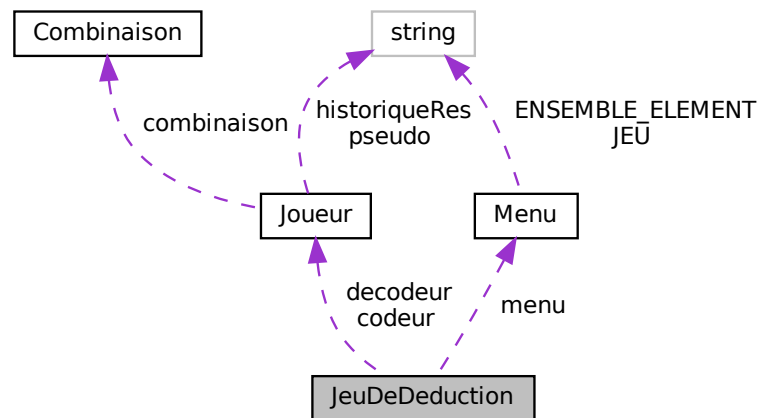 Combinaison
string
combinaison
historiqueRes
pseudo
ENSEMBLE_ELEMENT
JEU
Joueur
Menu
decodeur
codeur
menu
JeuDeDeduction